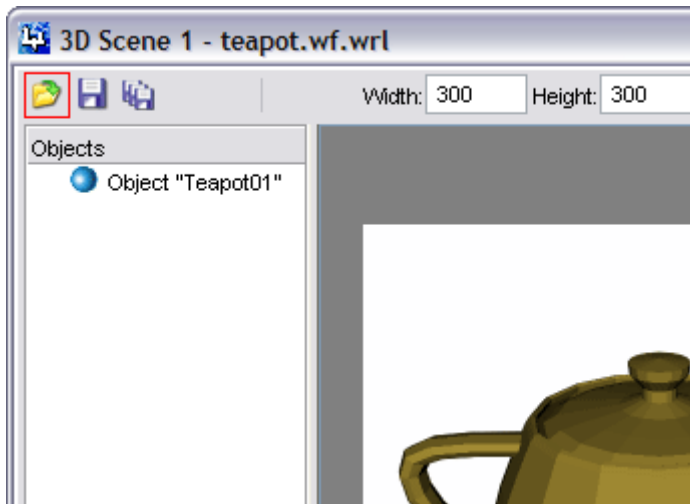 3D Scene 1 - teapot.wf.wrl
Width: 300 Height: 300
Objects
Object "Teapot01"